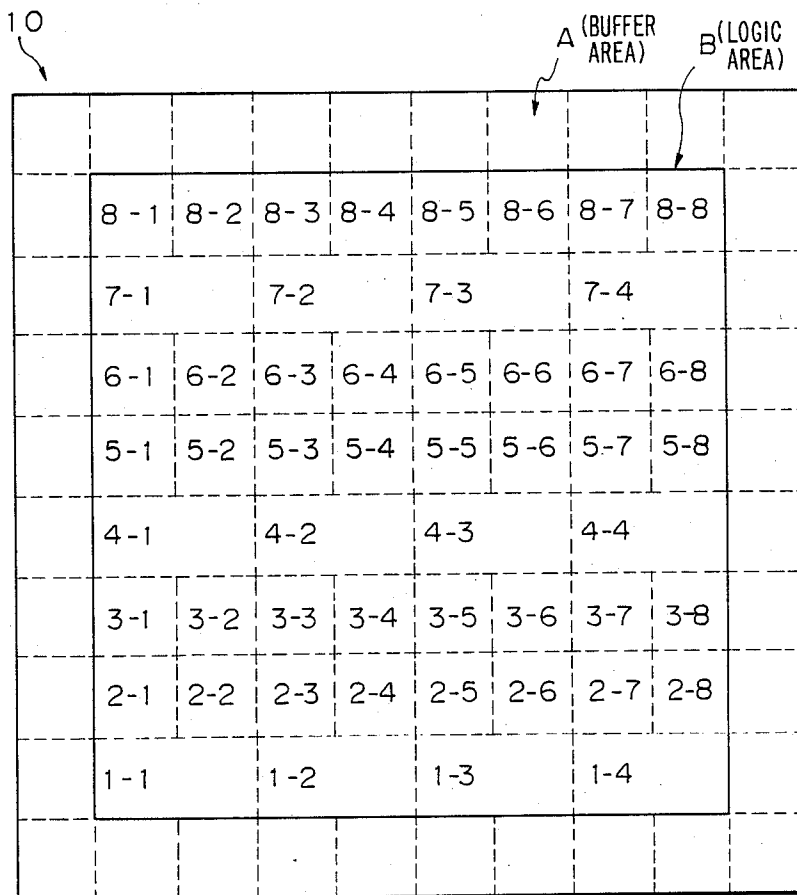 10
A (BUFFER AREA)
B (LOGIC AREA)
8-1 8-2 8-3 8-4 8-5 8-6 8-7 8-8
7-1 7-2 7-3 7-4
6-1 6-2 6-3 6-4 6-5 6-6 6-7 6-8
5-1 5-2 5-3 5-4 5-5 5-6 5-7 5-8
4-1 4-2 4-3 4-4
3-1 3-2 3-3 3-4 3-5 3-6 3-7 3-8
2-1 2-2 2-3 2-4 2-5 2-6 2-7 2-8
1-1 1-2 1-3 1-4